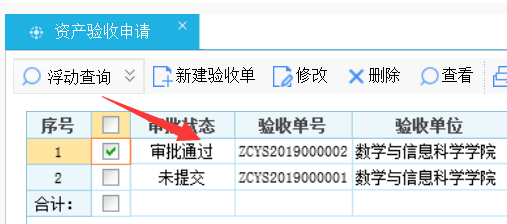 资产验收申请
浮动查询 新建验收单 修改 删除 查看
序号 审批状态 验收单号 验收单位
1 审批通过 ZCYS2019000002 数学与信息科学学院
2 未提交 ZCYS2019000001 数学与信息科学学院
合计：